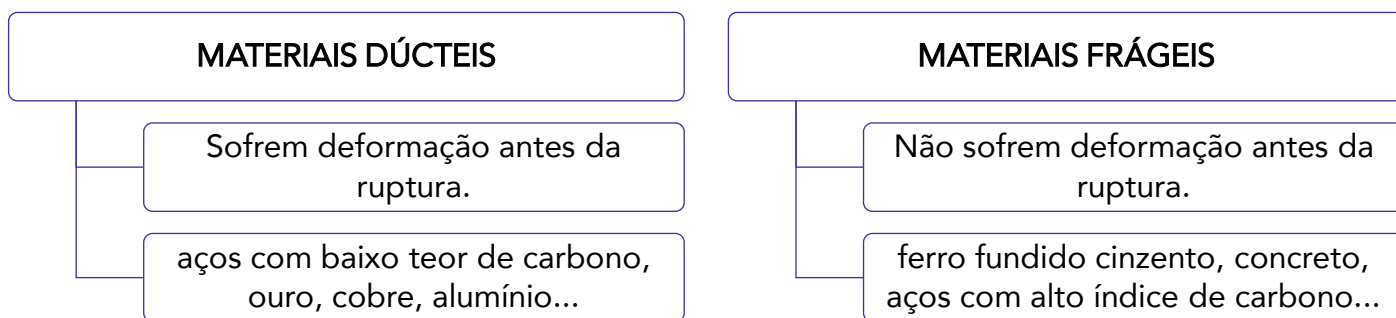 MATERIAIS DÚCTEIS
Sofrem deformação antes da
ruptura.
aços com baixo teor de carbono,
ouro, cobre, alumínio...
MATERIAIS FRÁGEIS
Não sofrem deformação antes da
ruptura.
ferro fundido cinzento, concreto,
aços com alto índice de carbono...